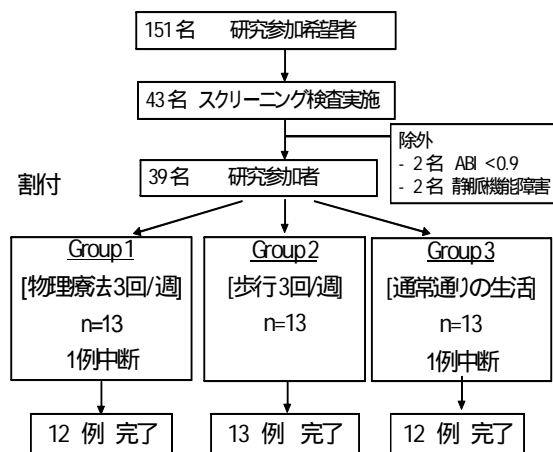 151名 研究参加希望者
43名 スクリーニング検査実施
除外
- 2名 ABI <0.9
- 2名 静脈機能障害
39名 研究参加者
割付
Group1
[物理療法3回/週]
n=13
1例中断
Group2
[歩行3回/週]
n=13
Group3
[通常通りの生活]
n=13
1例中断
12 例 完了
13 例 完了
12 例 完了